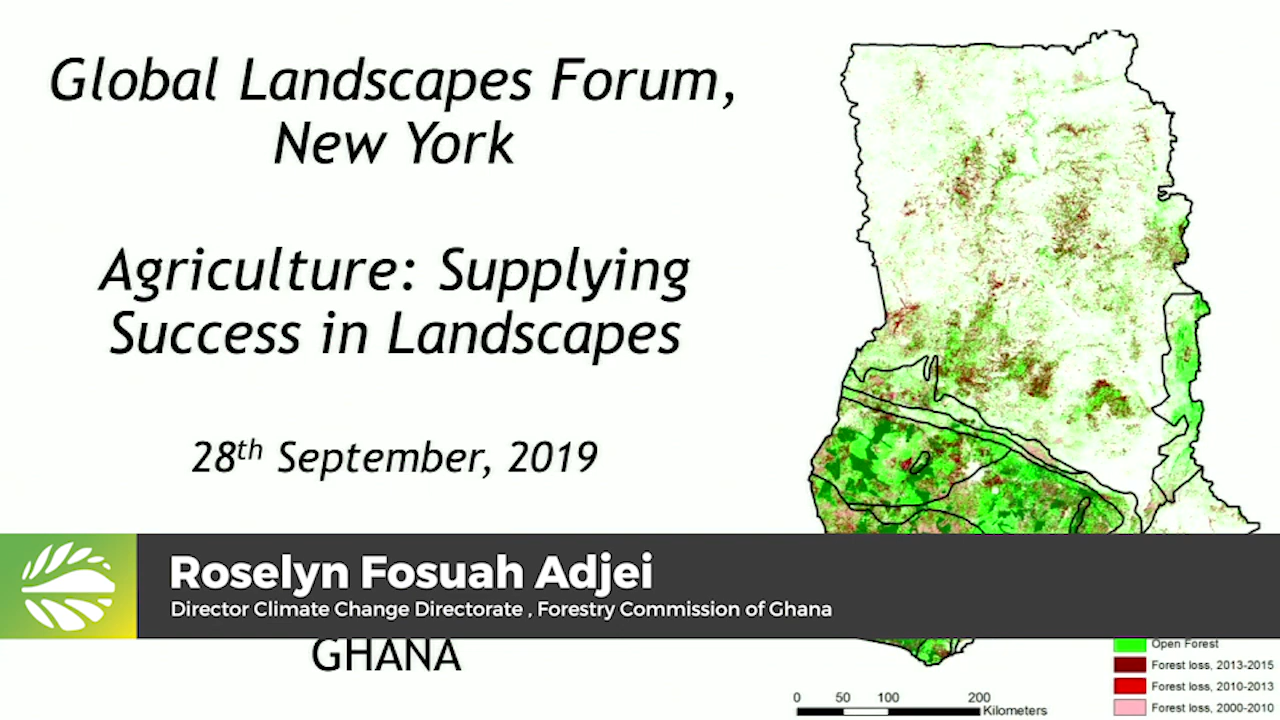 Global Landscapes Forum,
New York
Agriculture: Supplying
Success in Landscapes
28th September, 2019
Roselyn Fosuah Adjei
Director Climate Change Directorate , Forestry Commission of Ghana
GHANA
Open Forest
Forest loss, 2013-2015
Forest loss, 2010-2013
Forest loss, 2000-2010
0 50 100 200
Kilometers